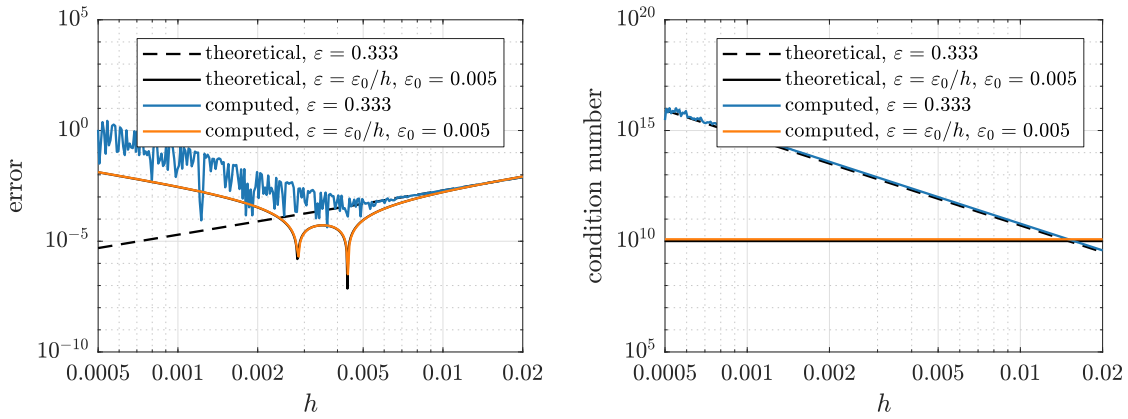 10^5
10^0
10^{-5}
10^{-10}
error
theoretical, ε = 0.333
theoretical, ε = ε₀/h, ε₀ = 0.005
computed, ε = 0.333
computed, ε = ε₀/h, ε₀ = 0.005
0.0005 0.001 0.002 0.005 0.01 0.02
h
10^{20}
10^{15}
10^{10}
10^5
condition number
theoretical, ε = 0.333
theoretical, ε = ε₀/h, ε₀ = 0.005
computed, ε = 0.333
computed, ε = ε₀/h, ε₀ = 0.005
0.0005 0.001 0.002 0.005 0.01 0.02
h